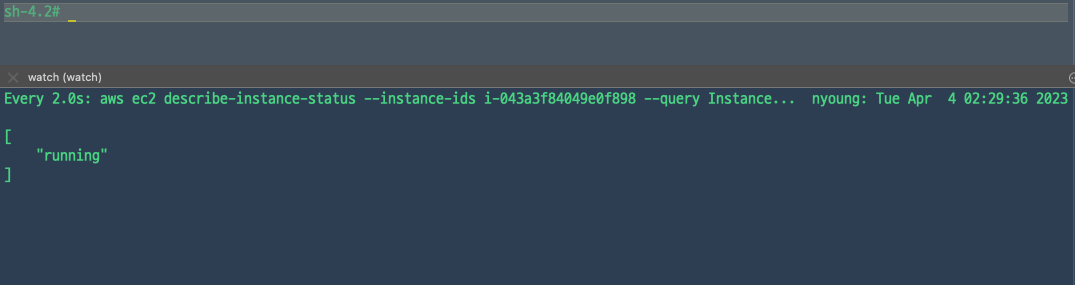 sh-4.2# _
watch (watch)
Every 2.0s: aws ec2 describe-instance-status --instance-ids i-043a3f84049e0f898 --query Instance... nyoung: Tue Apr  4 02:29:36 2023
[
    "running"
]